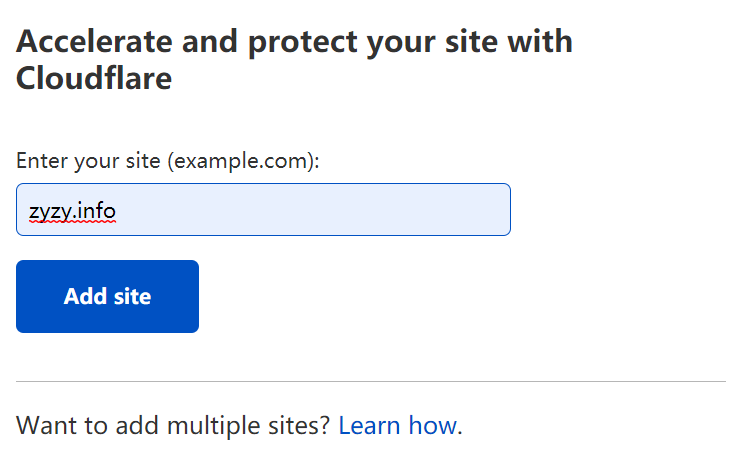 Accelerate and protect your site with
Cloudflare
Enter your site (example.com):
zyzy.info
Add site
Want to add multiple sites? Learn how.